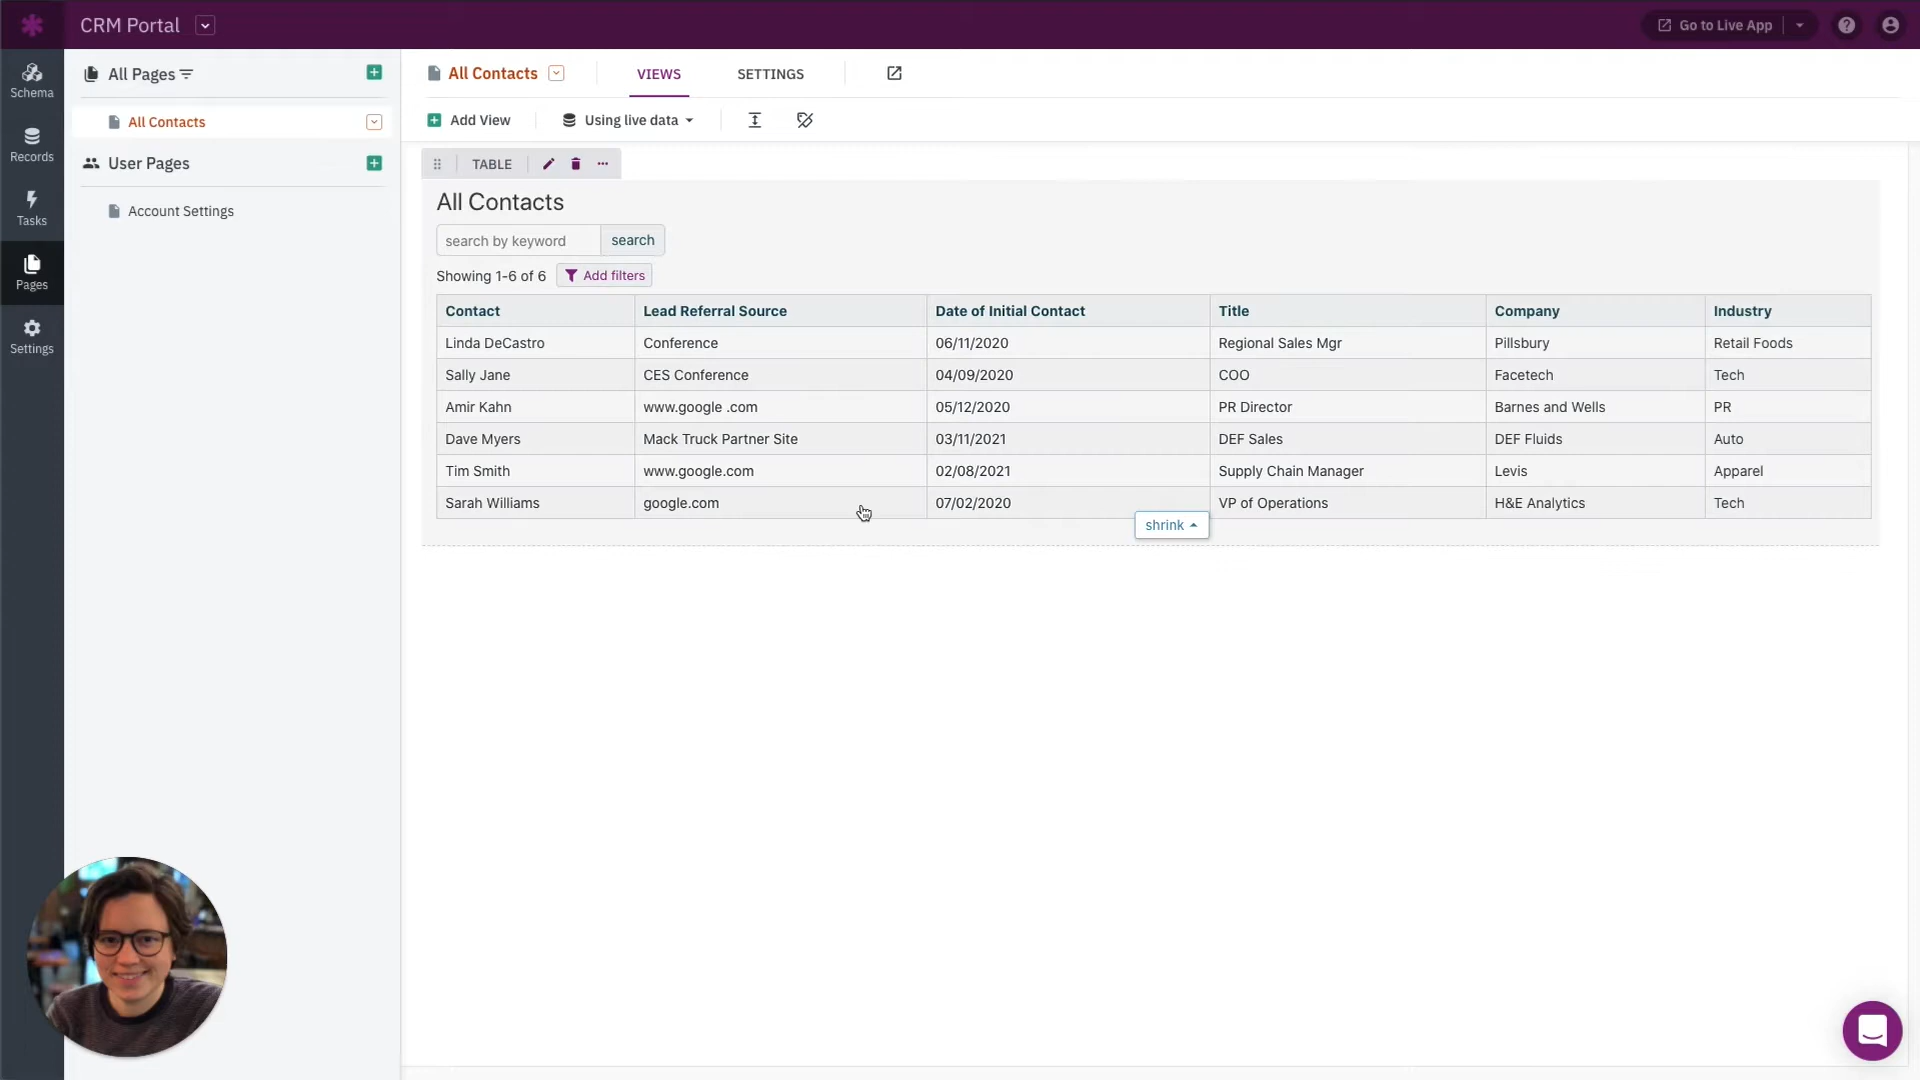 CRM Portal
Go to Live App
Schema
Records
Tasks
Pages
Settings
All Pages
All Contacts
User Pages
Account Settings
All Contacts
VIEWS
SETTINGS
Add View
Using live data
TABLE
All Contacts
search by keyword
search
Showing 1-6 of 6
Add filters
Contact Lead Referral Source Date of Initial Contact Title Company Industry
Linda DeCastro Conference 06/11/2020 Regional Sales Mgr Pillsbury Retail Foods
Sally Jane CES Conference 04/09/2020 COO Facetech Tech
Amir Kahn www.google .com 05/12/2020 PR Director Barnes and Wells PR
Dave Myers Mack Truck Partner Site 03/11/2021 DEF Sales DEF Fluids Auto
Tim Smith www.google.com 02/08/2021 Supply Chain Manager Levis Apparel
Sarah Williams google.com 07/02/2020 VP of Operations H&E Analytics Tech
shrink